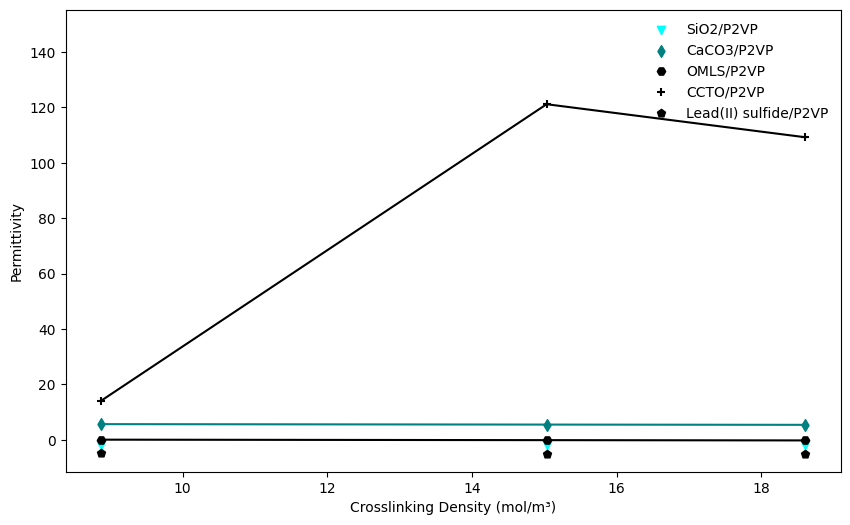 SiO2/P2VP
CaCO3/P2VP
OMLS/P2VP
CCTO/P2VP
Lead(II) sulfide/P2VP
140
120
100
80
60
40
20
0
Permittivity
10 12 14 16 18
Crosslinking Density (mol/m³)